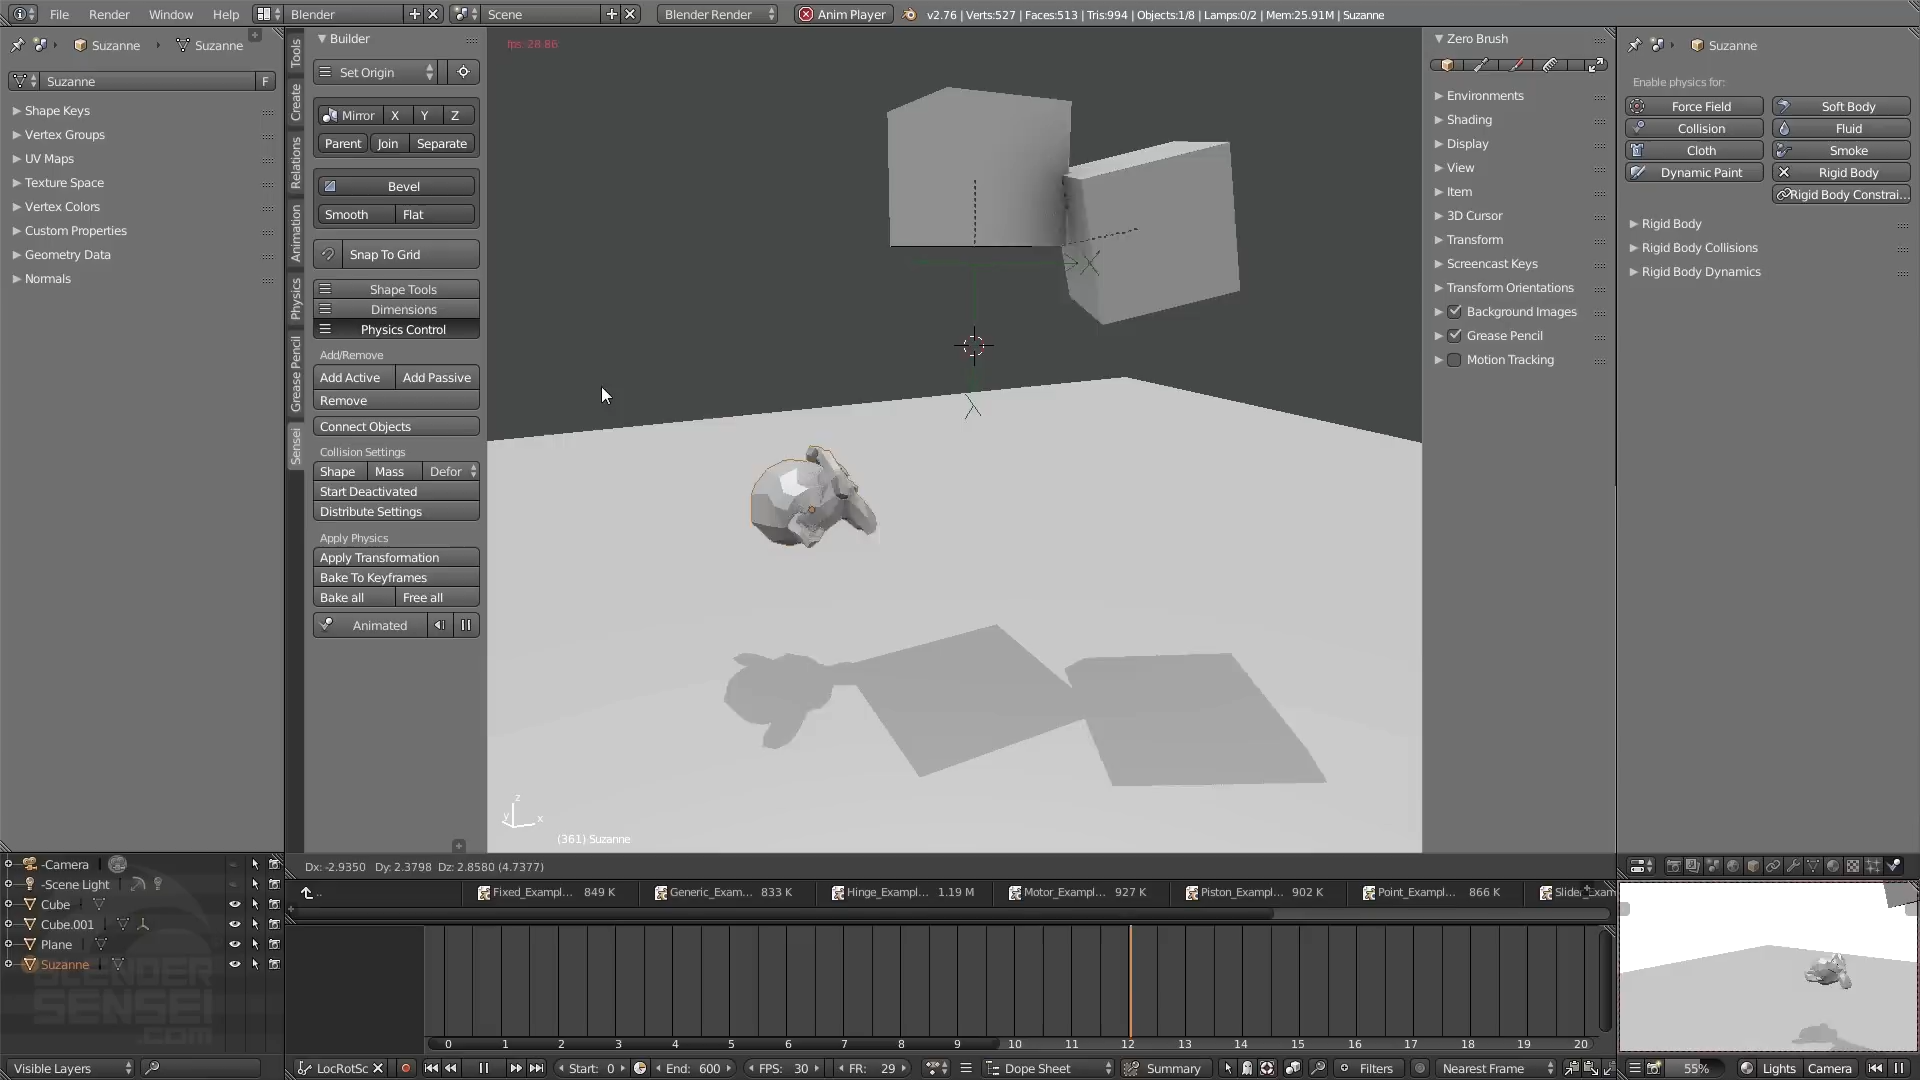 File Render Window Help Blender Scene Blender Render Anim Player v2.76 | Verts:527 | Faces:513 | Tris:994 | Objects:1/8 | Lamps:0/2 | Mem:25.91M | Suzanne
Suzanne Suzanne
Suzanne F
Shape Keys
Vertex Groups
UV Maps
Texture Space
Vertex Colors
Custom Properties
Geometry Data
Normals
Tools
Create
Relations
Animation
Physics
Grease Pencil
Sensei
Builder
Set Origin
Mirror X Y Z
Parent Join Separate
Bevel
Smooth Flat
Snap To Grid
Shape Tools
Dimensions
Physics Control
Add/Remove
Add Active Add Passive
Remove
Connect Objects
Collision Settings
Shape Mass Defor
Start Deactivated
Distribute Settings
Apply Physics
Apply Transformation
Bake To Keyframes
Bake all Free all
Animated
fps: 28.86
z
y x
(361) Suzanne
Zero Brush
Environments
Shading
Display
View
Item
3D Cursor
Transform
Screencast Keys
Transform Orientations
Background Images
Grease Pencil
Motion Tracking
Suzanne
Enable physics for:
Force Field Soft Body
Collision Fluid
Cloth Smoke
Dynamic Paint Rigid Body
Rigid Body Constrai...
Rigid Body
Rigid Body Collisions
Rigid Body Dynamics
-Camera
-Scene Light
Cube
Cube.001
Plane
Suzanne
BLENDER
SENSEI
.COM
Visible Layers
Dx: -2.9350 Dy: 2.3798 Dz: 2.8580 (4.7377)
.. Fixed_Exampl... 849 K Generic_Exam... 833 K Hinge_Exampl... 1.19 M Motor_Exampl... 927 K Piston_Exampl... 902 K Point_Exampl... 866 K
0 1 2 3 4 5 6 7 8 9 10 11 12 13 14 15 16 17 18 19 20
LocRotSc Start: 0 End: 600 FPS: 30 FR: 29 Dope Sheet Summary Filters Nearest Frame
55% Lights Camera